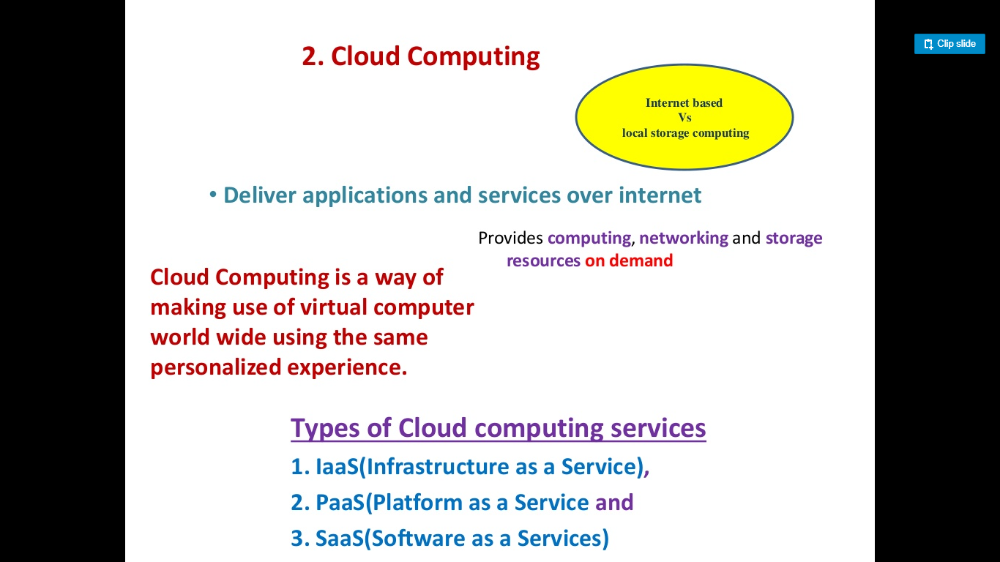 2. Cloud Computing
Clip slide
Internet based
Vs
local storage computing
• Deliver applications and services over internet
Provides computing, networking and storage
resources on demand
Cloud Computing is a way of
making use of virtual computer
world wide using the same
personalized experience.
Types of Cloud computing services
1. IaaS(Infrastructure as a Service),
2. PaaS(Platform as a Service and
3. SaaS(Software as a Services)